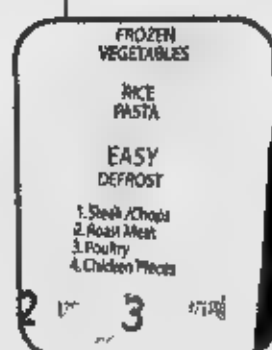 FROZEN
VEGETABLES
RICE
PASTA
EASY
DEFROST
1. Steak /Chops
2. Roast Meat
3. Poultry
4. Chicken Pieces
2 3